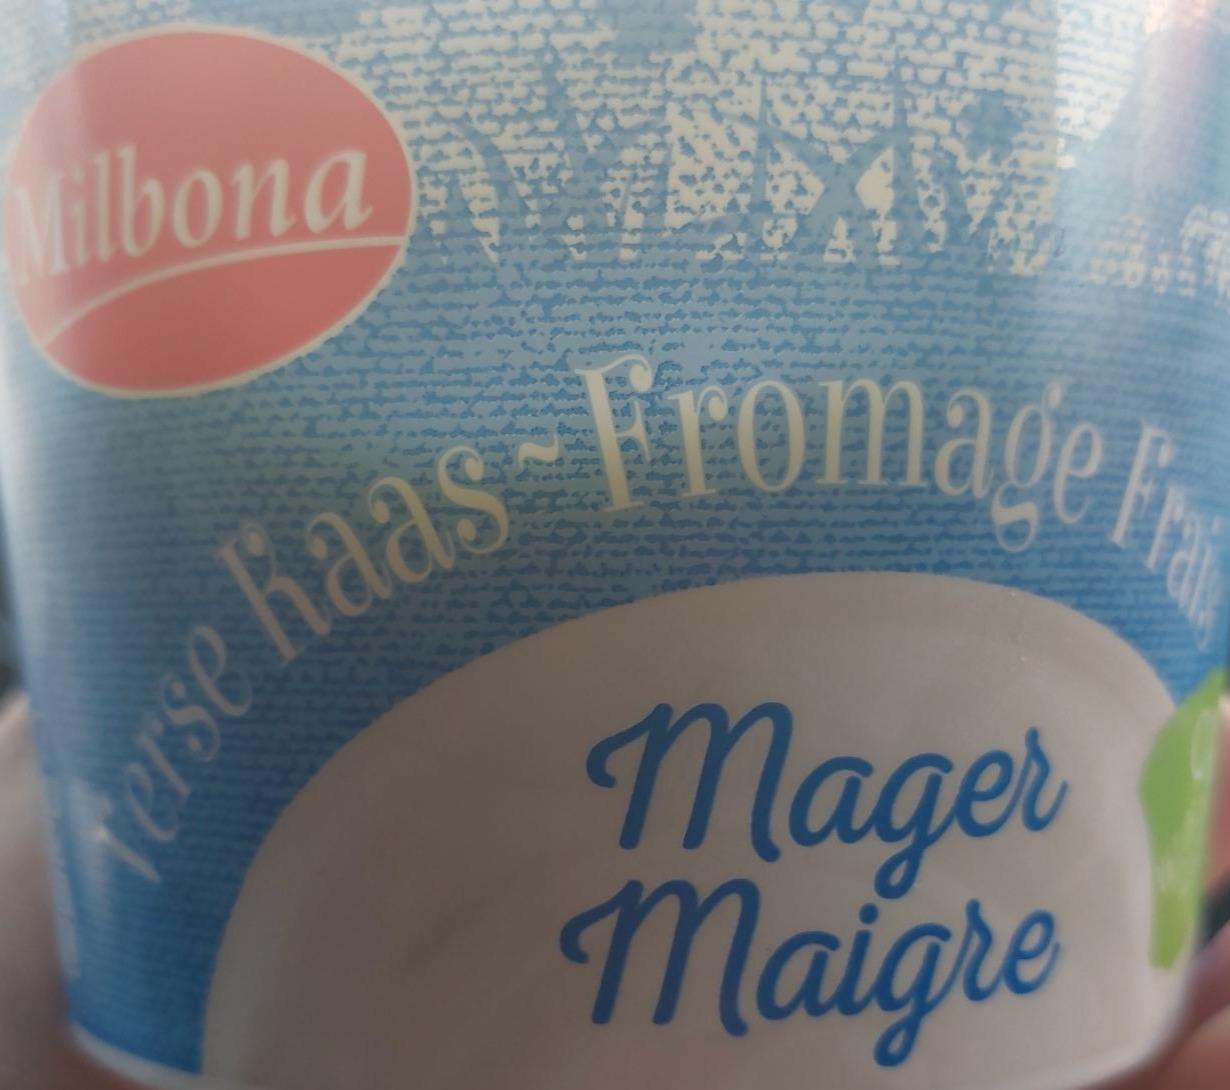 Milbona
Verse Kaas ~ Fromage Frais
Mager
Maigre